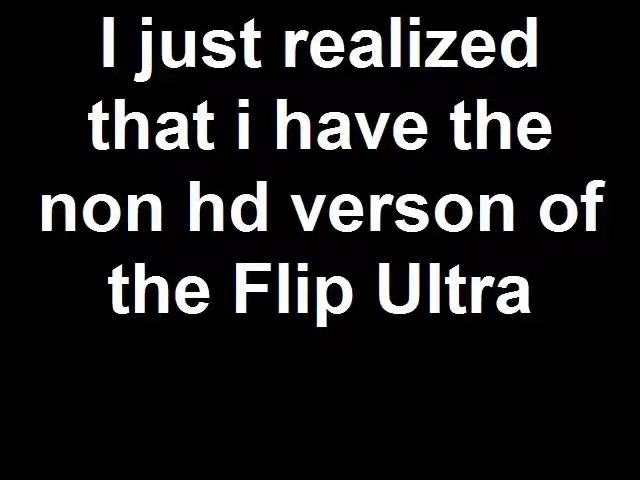 I just realized
that i have the
non hd verson of
the Flip Ultra